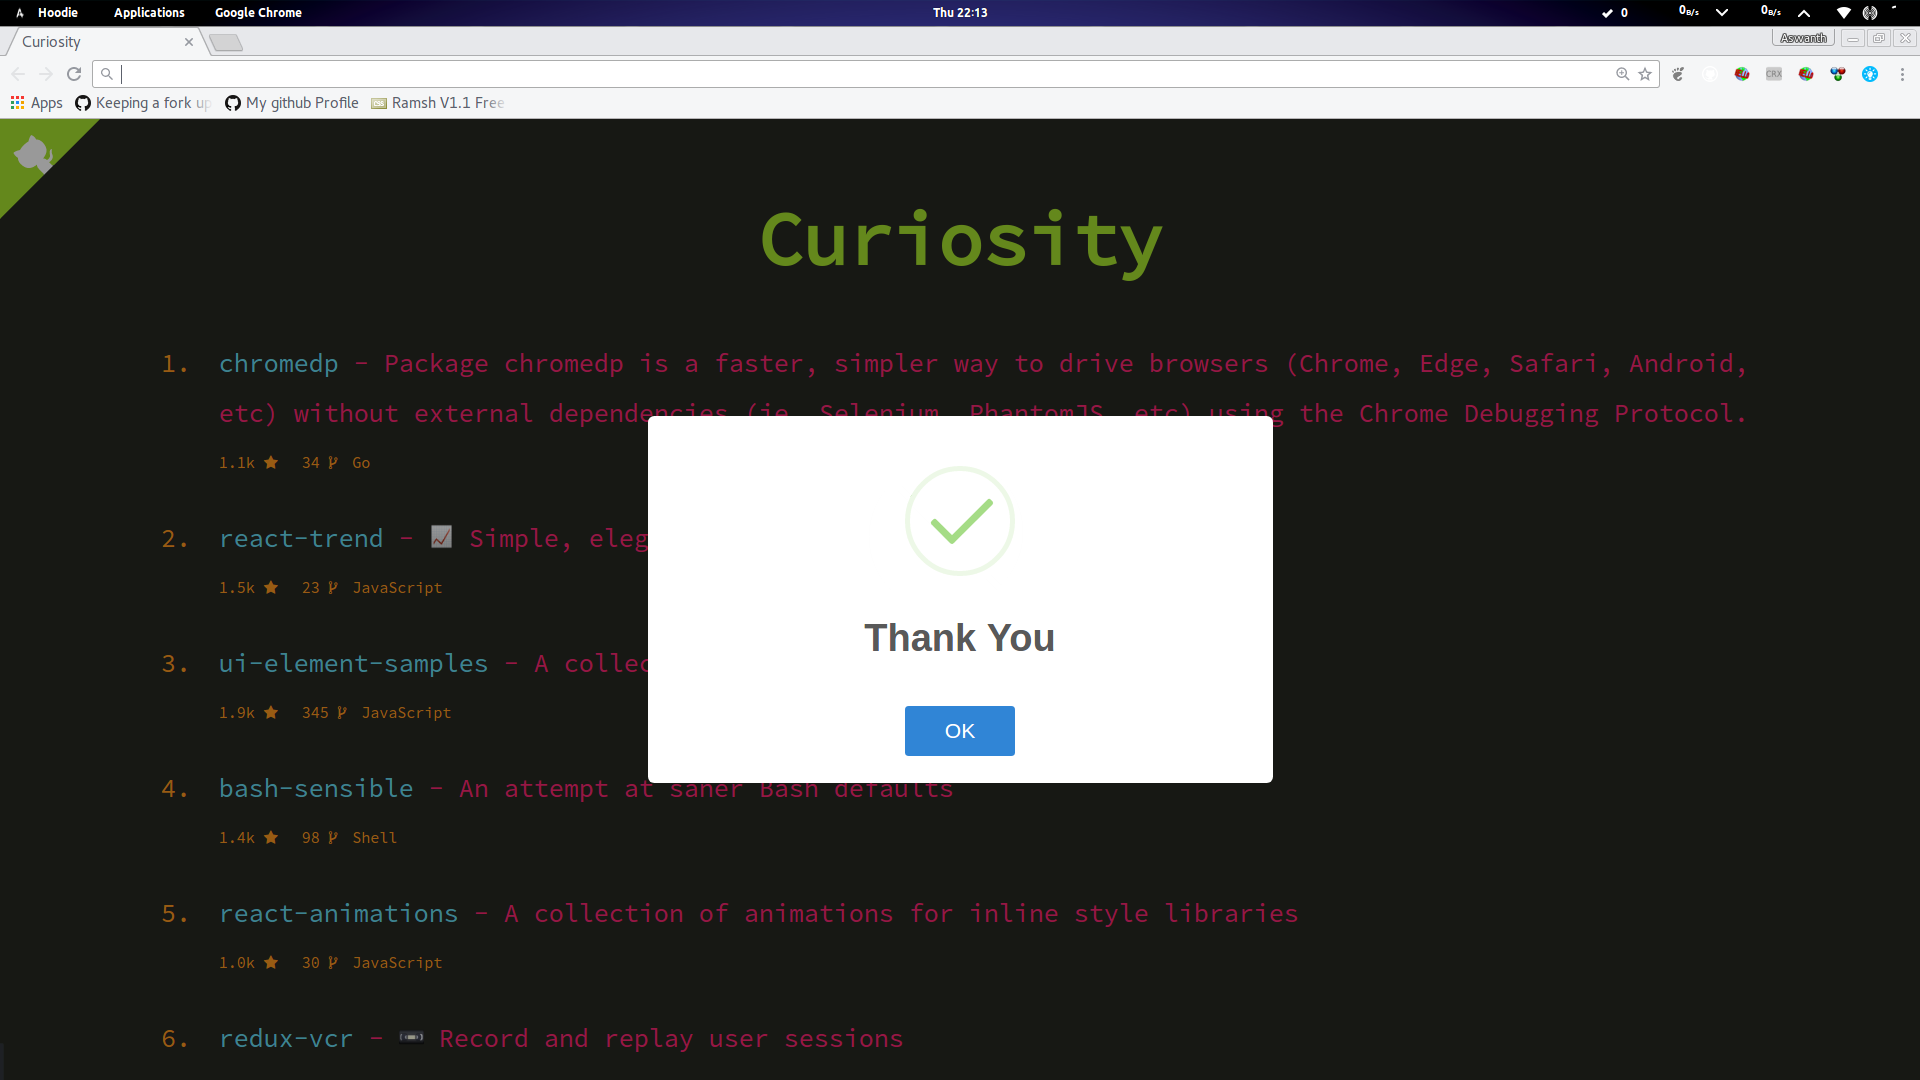 Hoodie Applications Google Chrome Thu 22:13 0 0B/s 0B/s
Curiosity Aswanth
Apps Keeping a fork up My github Profile Ramsh V1.1 Free
CRX
Curiosity
1. chromedp - Package chromedp is a faster, simpler way to drive browsers (Chrome, Edge, Safari, Android,
etc) without external dependencies (ie, Selenium, PhantomJS, etc) using the Chrome Debugging Protocol.
1.1k 34 Go
2. react-trend - 📈 Simple, eleg
1.5k 23 JavaScript
3. ui-element-samples - A collec
1.9k 345 JavaScript
4. bash-sensible - An attempt at saner Bash defaults
1.4k 98 Shell
5. react-animations - A collection of animations for inline style libraries
1.0k 30 JavaScript
6. redux-vcr - 📼 Record and replay user sessions
Thank You
OK